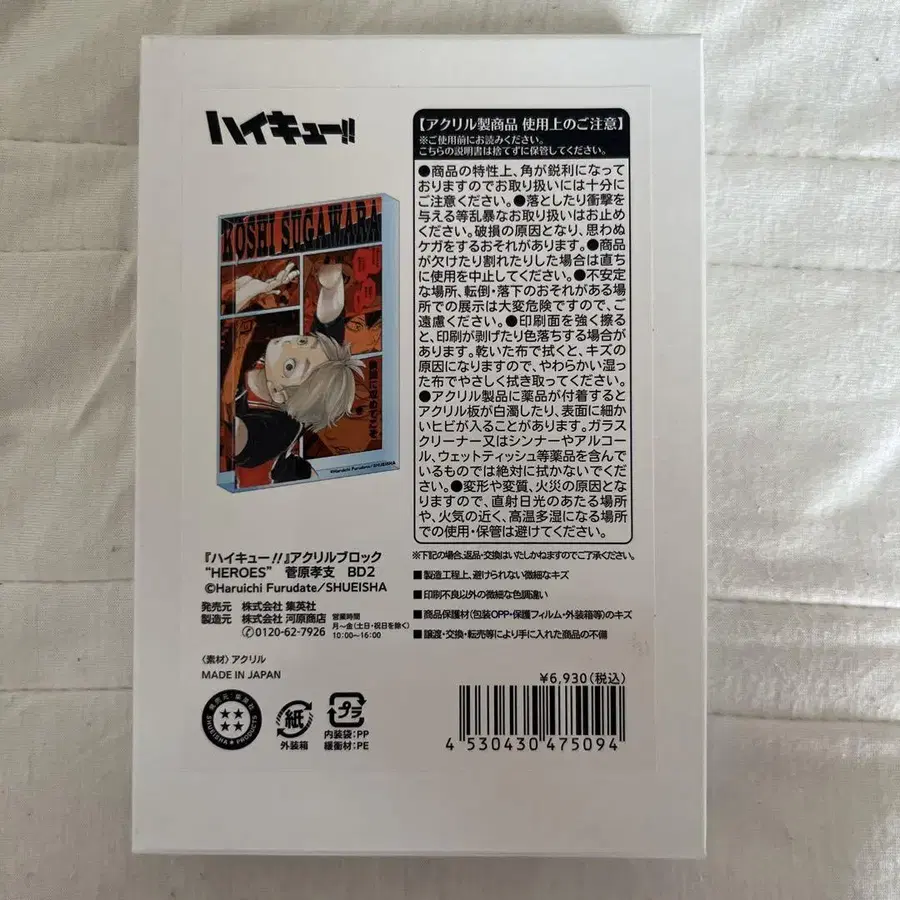 ハイキュー!!
KOSHI SUGAWARA
©Haruichi Furudate/SHUEISHA
『ハイキュー!!』アクリルブロック
“HEROES” 菅原孝支 BD2
©Haruichi Furudate/SHUEISHA
発売元 株式会社 集英社
製造元 株式会社 河原商店
✆0120-62-7926
営業時間
月〜金(土日・祝日を除く)
10:00〜16:00
〈素材〉アクリル
MADE IN JAPAN
発売元:集英社
SHUEISHA PRODUCTS
紙
外装箱
プラ
内装袋:PP
緩衝材:PE
【アクリル製商品 使用上のご注意】
※ご使用前にお読みください。
こちらの説明書は捨てずに保管してください。
●商品の特性上、角が鋭利になって
おりますのでお取り扱いには十分に
ご注意ください。●落としたり衝撃を
与える等乱暴なお取り扱いはお止め
ください。破損の原因となり、思わぬ
ケガをするおそれがあります。●商品
が欠けたり割れたりした場合は直ち
に使用を中止してください。●不安定
な場所、転倒・落下のおそれがある場
所での展示は大変危険ですので、ご
遠慮ください。●印刷面を強く擦る
と、印刷が剥げたり色落ちする場合が
あります。乾いた布で拭くと、キズの
原因になりますので、やわらかい湿っ
た布でやさしく拭き取ってください。
●アクリル製品に薬品が付着すると
アクリル板が白濁したり、表面に細か
いヒビが入ることがあります。ガラス
クリーナー又はシンナーやアルコー
ル、ウェットティッシュ等薬品を含んで
いるものでは絶対に拭かないでくだ
さい。●変形や変質、火災の原因とな
りますので、直射日光のあたる場所
や、火気の近く、高温多湿になる場所
での使用・保管は避けてください。
※下記の場合、返品・交換はいたしかねますのでご了承ください。
■製造工程上、避けられない微細なキズ
■印刷不良以外の微細な色調違い
■商品保護材(包装OPP・保護フィルム・外装箱等)のキズ
■譲渡・交換・転売等により手に入れた商品の不備
¥6,930(税込)
4 530430 475094